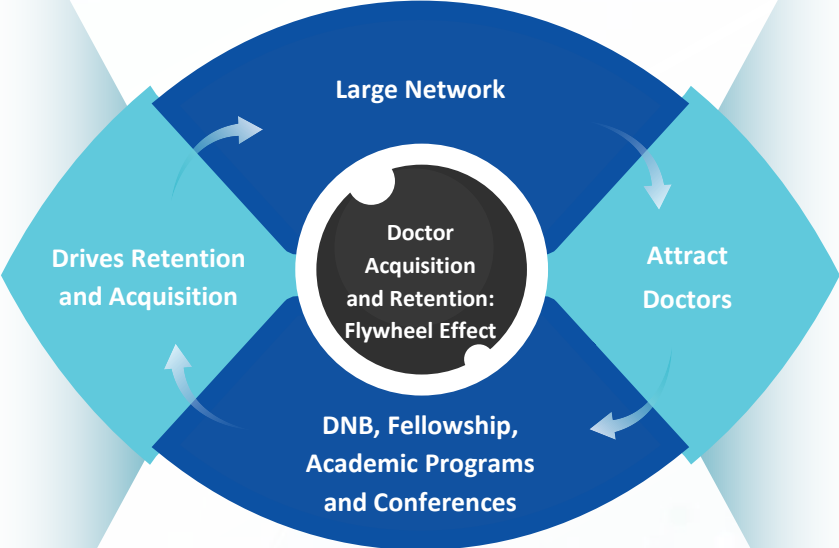 Large Network
Attract
Doctors
DNB, Fellowship,
Academic Programs
and Conferences
Drives Retention
and Acquisition
Doctor
Acquisition
and Retention:
Flywheel Effect